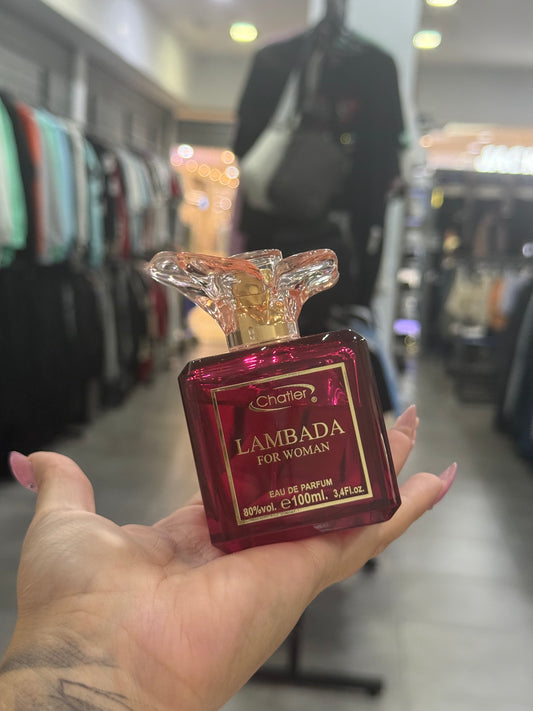 Chatler®
LAMBADA
FOR WOMAN
EAU DE PARFUM
80%vol. e100ml. 3,4Fl.oz.